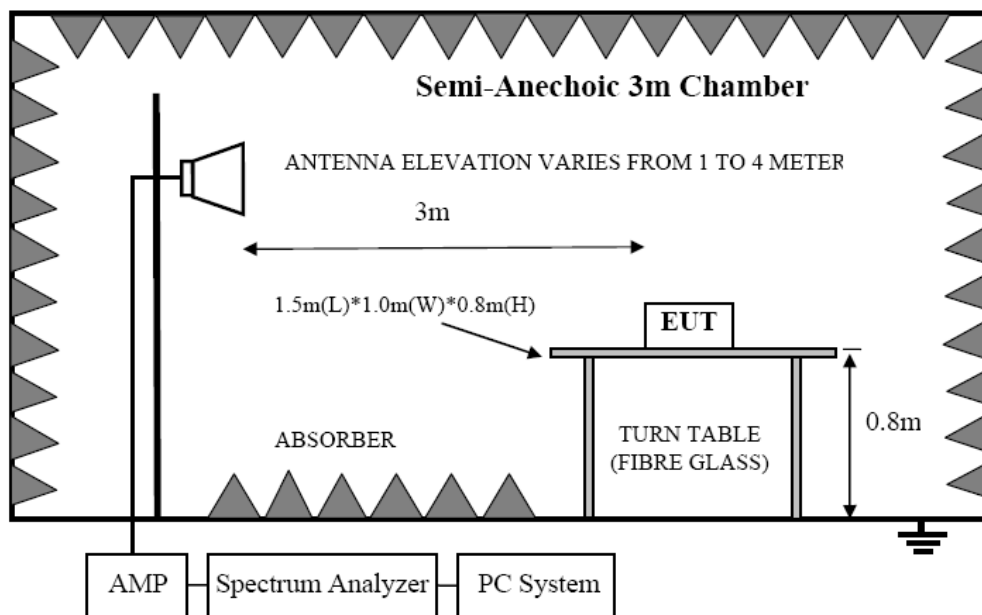 Semi-Anechoic 3m Chamber
ANTENNA ELEVATION VARIES FROM 1 TO 4 METER
3m
1.5m(L)*1.0m(W)*0.8m(H)
EUT
0.8m
ABSORBER
TURN TABLE
(FIBRE GLASS)
AMP
Spectrum Analyzer
PC System